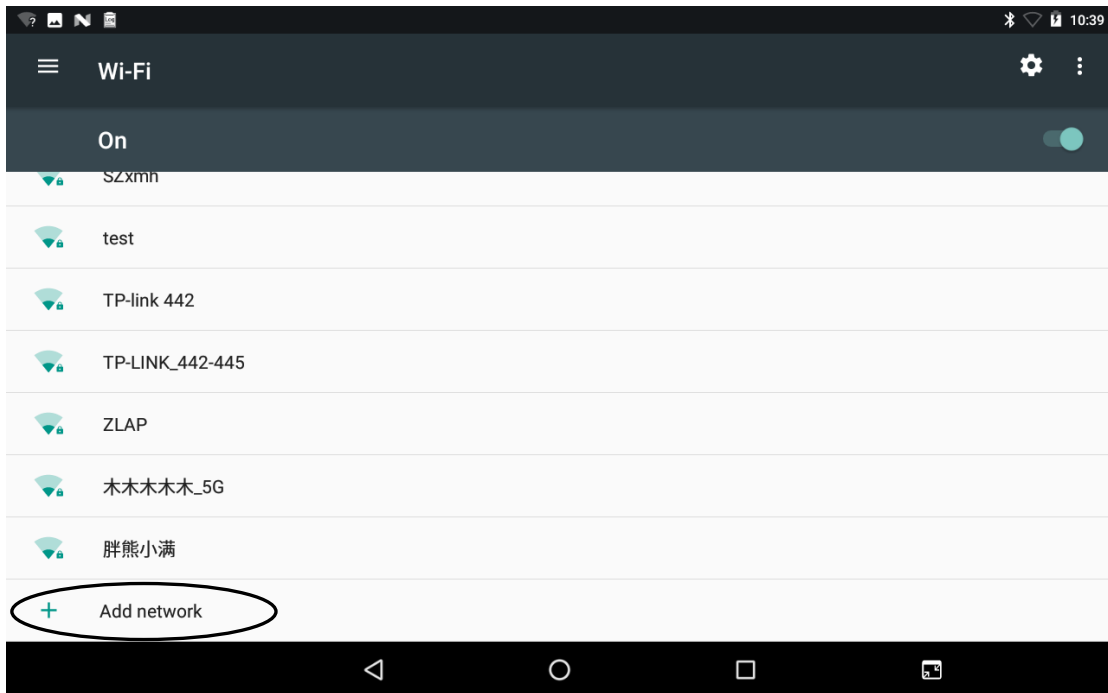 10:39
Wi-Fi
On
SZxmh
test
TP-link 442
TP-LINK_442-445
ZLAP
木木木木木_5G
胖熊小满
Add network